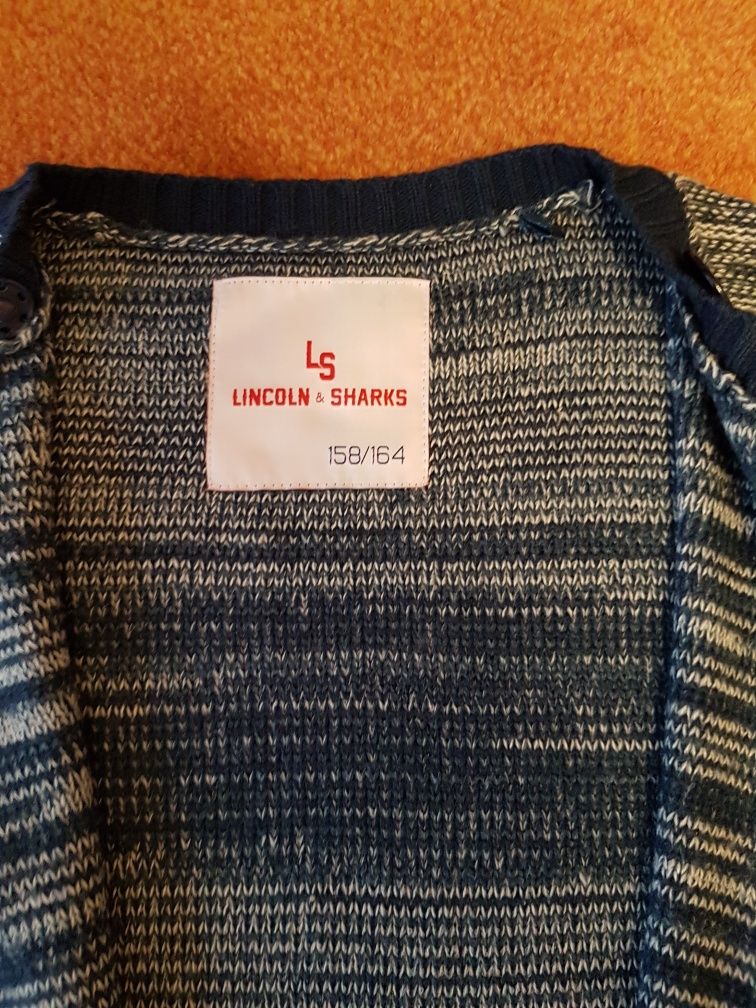 LS
LINCOLN & SHARKS
158/164